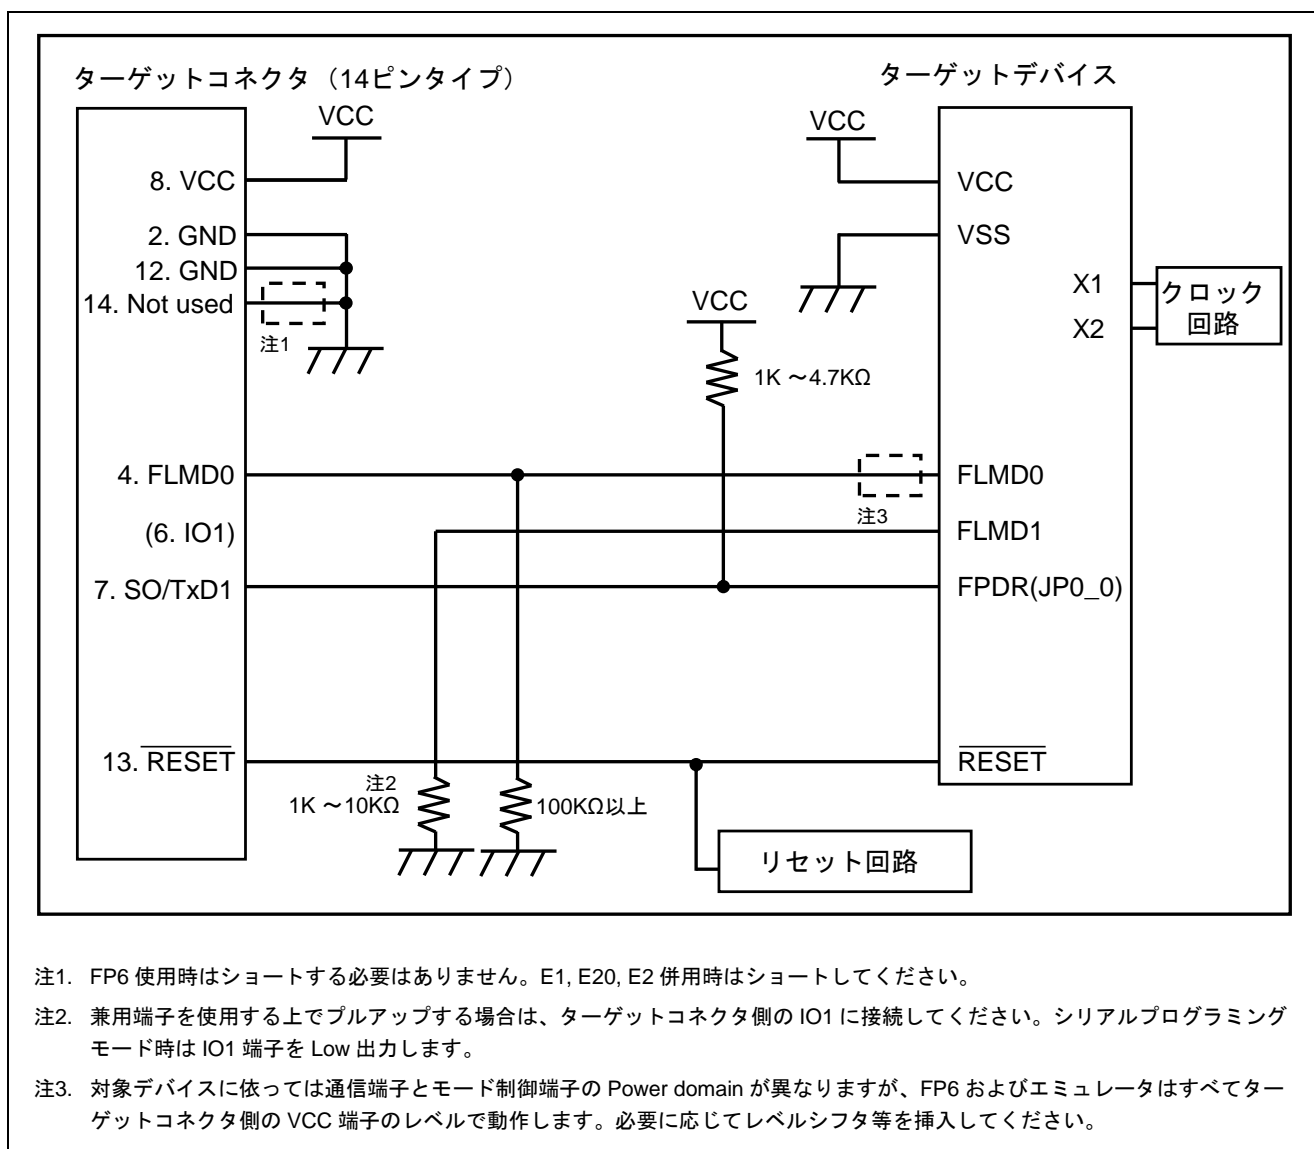 ターゲットコネクタ（14ピンタイプ）
ターゲットデバイス
VCC
VCC
8. VCC
VCC
2. GND
VSS
12. GND
14. Not used
注1
VCC
X1
X2
クロック
回路
1K ～4.7KΩ
4. FLMD0
注3
FLMD0
(6. IO1)
FLMD1
7. SO/TxD1
FPDR(JP0_0)
13. RESET
RESET
注2
1K ～10KΩ
100KΩ以上
リセット回路
注1. FP6 使用時はショートする必要はありません。E1, E20, E2 併用時はショートしてください。
注2. 兼用端子を使用する上でプルアップする場合は、ターゲットコネクタ側の IO1 に接続してください。シリアルプログラミング
モード時は IO1 端子を Low 出力します。
注3. 対象デバイスに依っては通信端子とモード制御端子の Power domain が異なりますが、FP6 およびエミュレータはすべてター
ゲットコネクタ側の VCC 端子のレベルで動作します。必要に応じてレベルシフタ等を挿入してください。